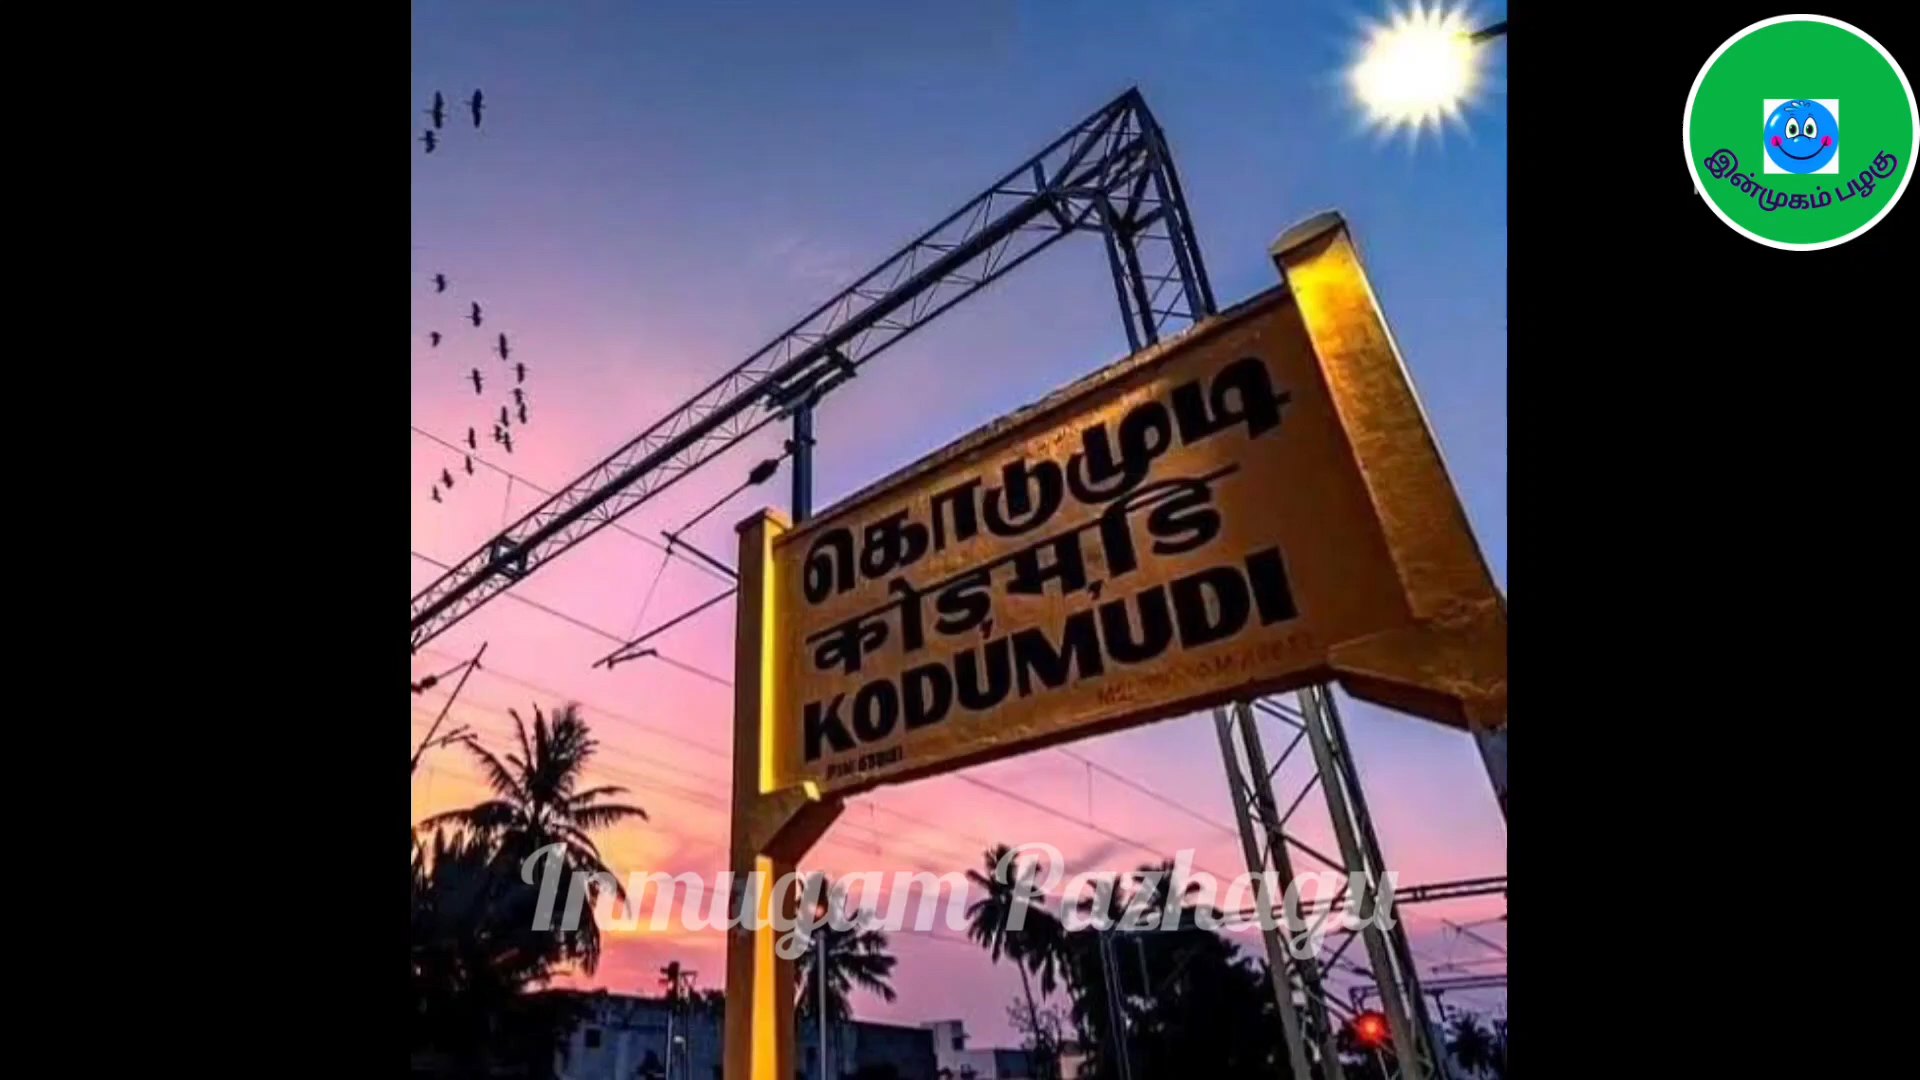 கொடுமுடி
कोडुमुडि
KODUMUDI
இன்முகம் பழகு
Inmugam Pazhagu